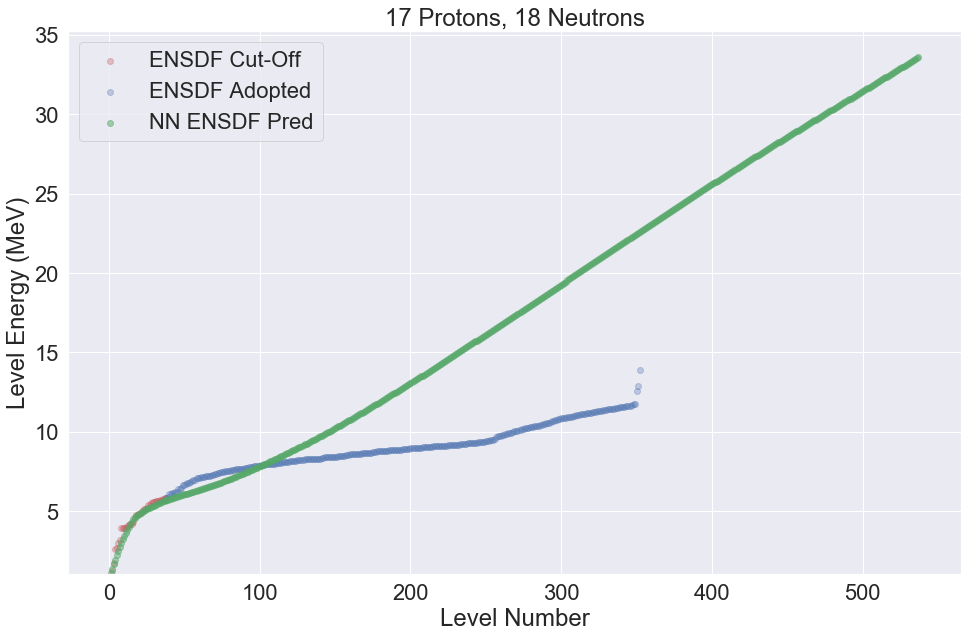 17 Protons, 18 Neutrons
ENSDF Cut-Off
ENSDF Adopted
NN ENSDF Pred
Level Energy (MeV)
35
30
25
20
15
10
5
0 100 200 300 400 500
Level Number